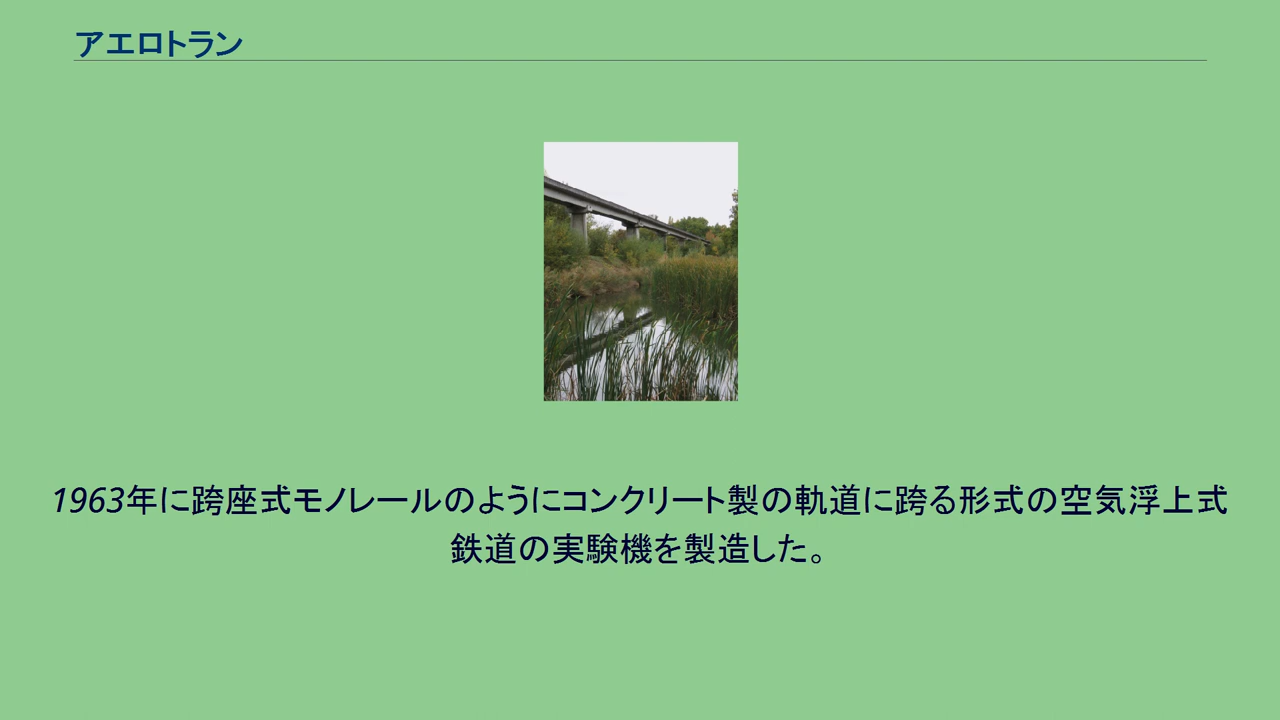 アエロトラン
1963年に跨座式モノレールのようにコンクリート製の軌道に跨る形式の空気浮上式
鉄道の実験機を製造した。